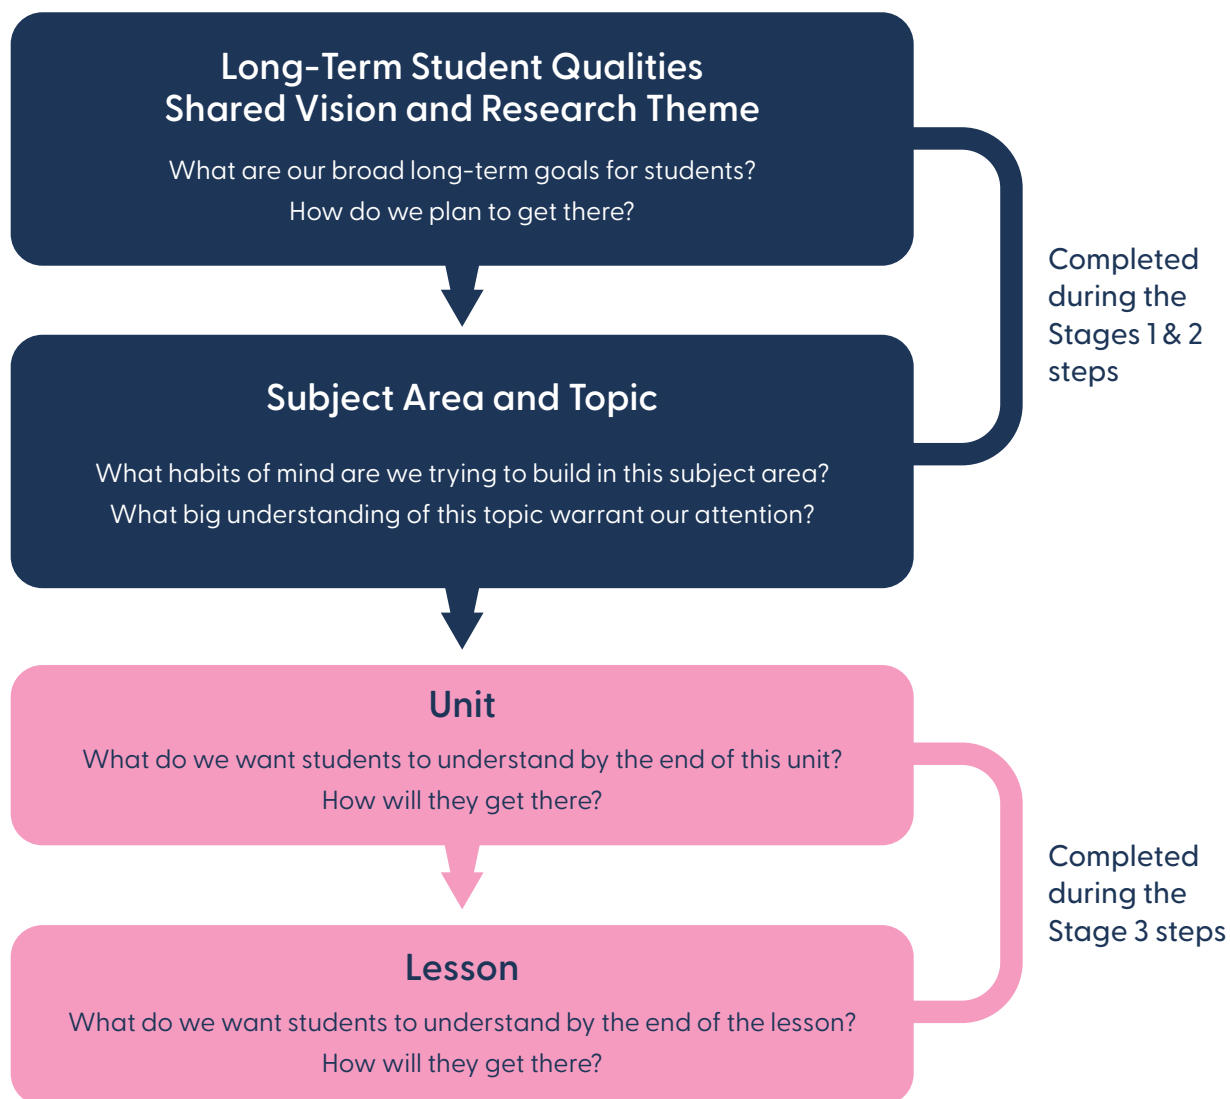 Long-Term Student Qualities
Shared Vision and Research Theme
What are our broad long-term goals for students?
How do we plan to get there?
Completed
during the
Stages 1 & 2
steps
Subject Area and Topic
What habits of mind are we trying to build in this subject area?
What big understanding of this topic warrant our attention?
Unit
What do we want students to understand by the end of this unit?
How will they get there?
Completed
during the
Stage 3 steps
Lesson
What do we want students to understand by the end of the lesson?
How will they get there?